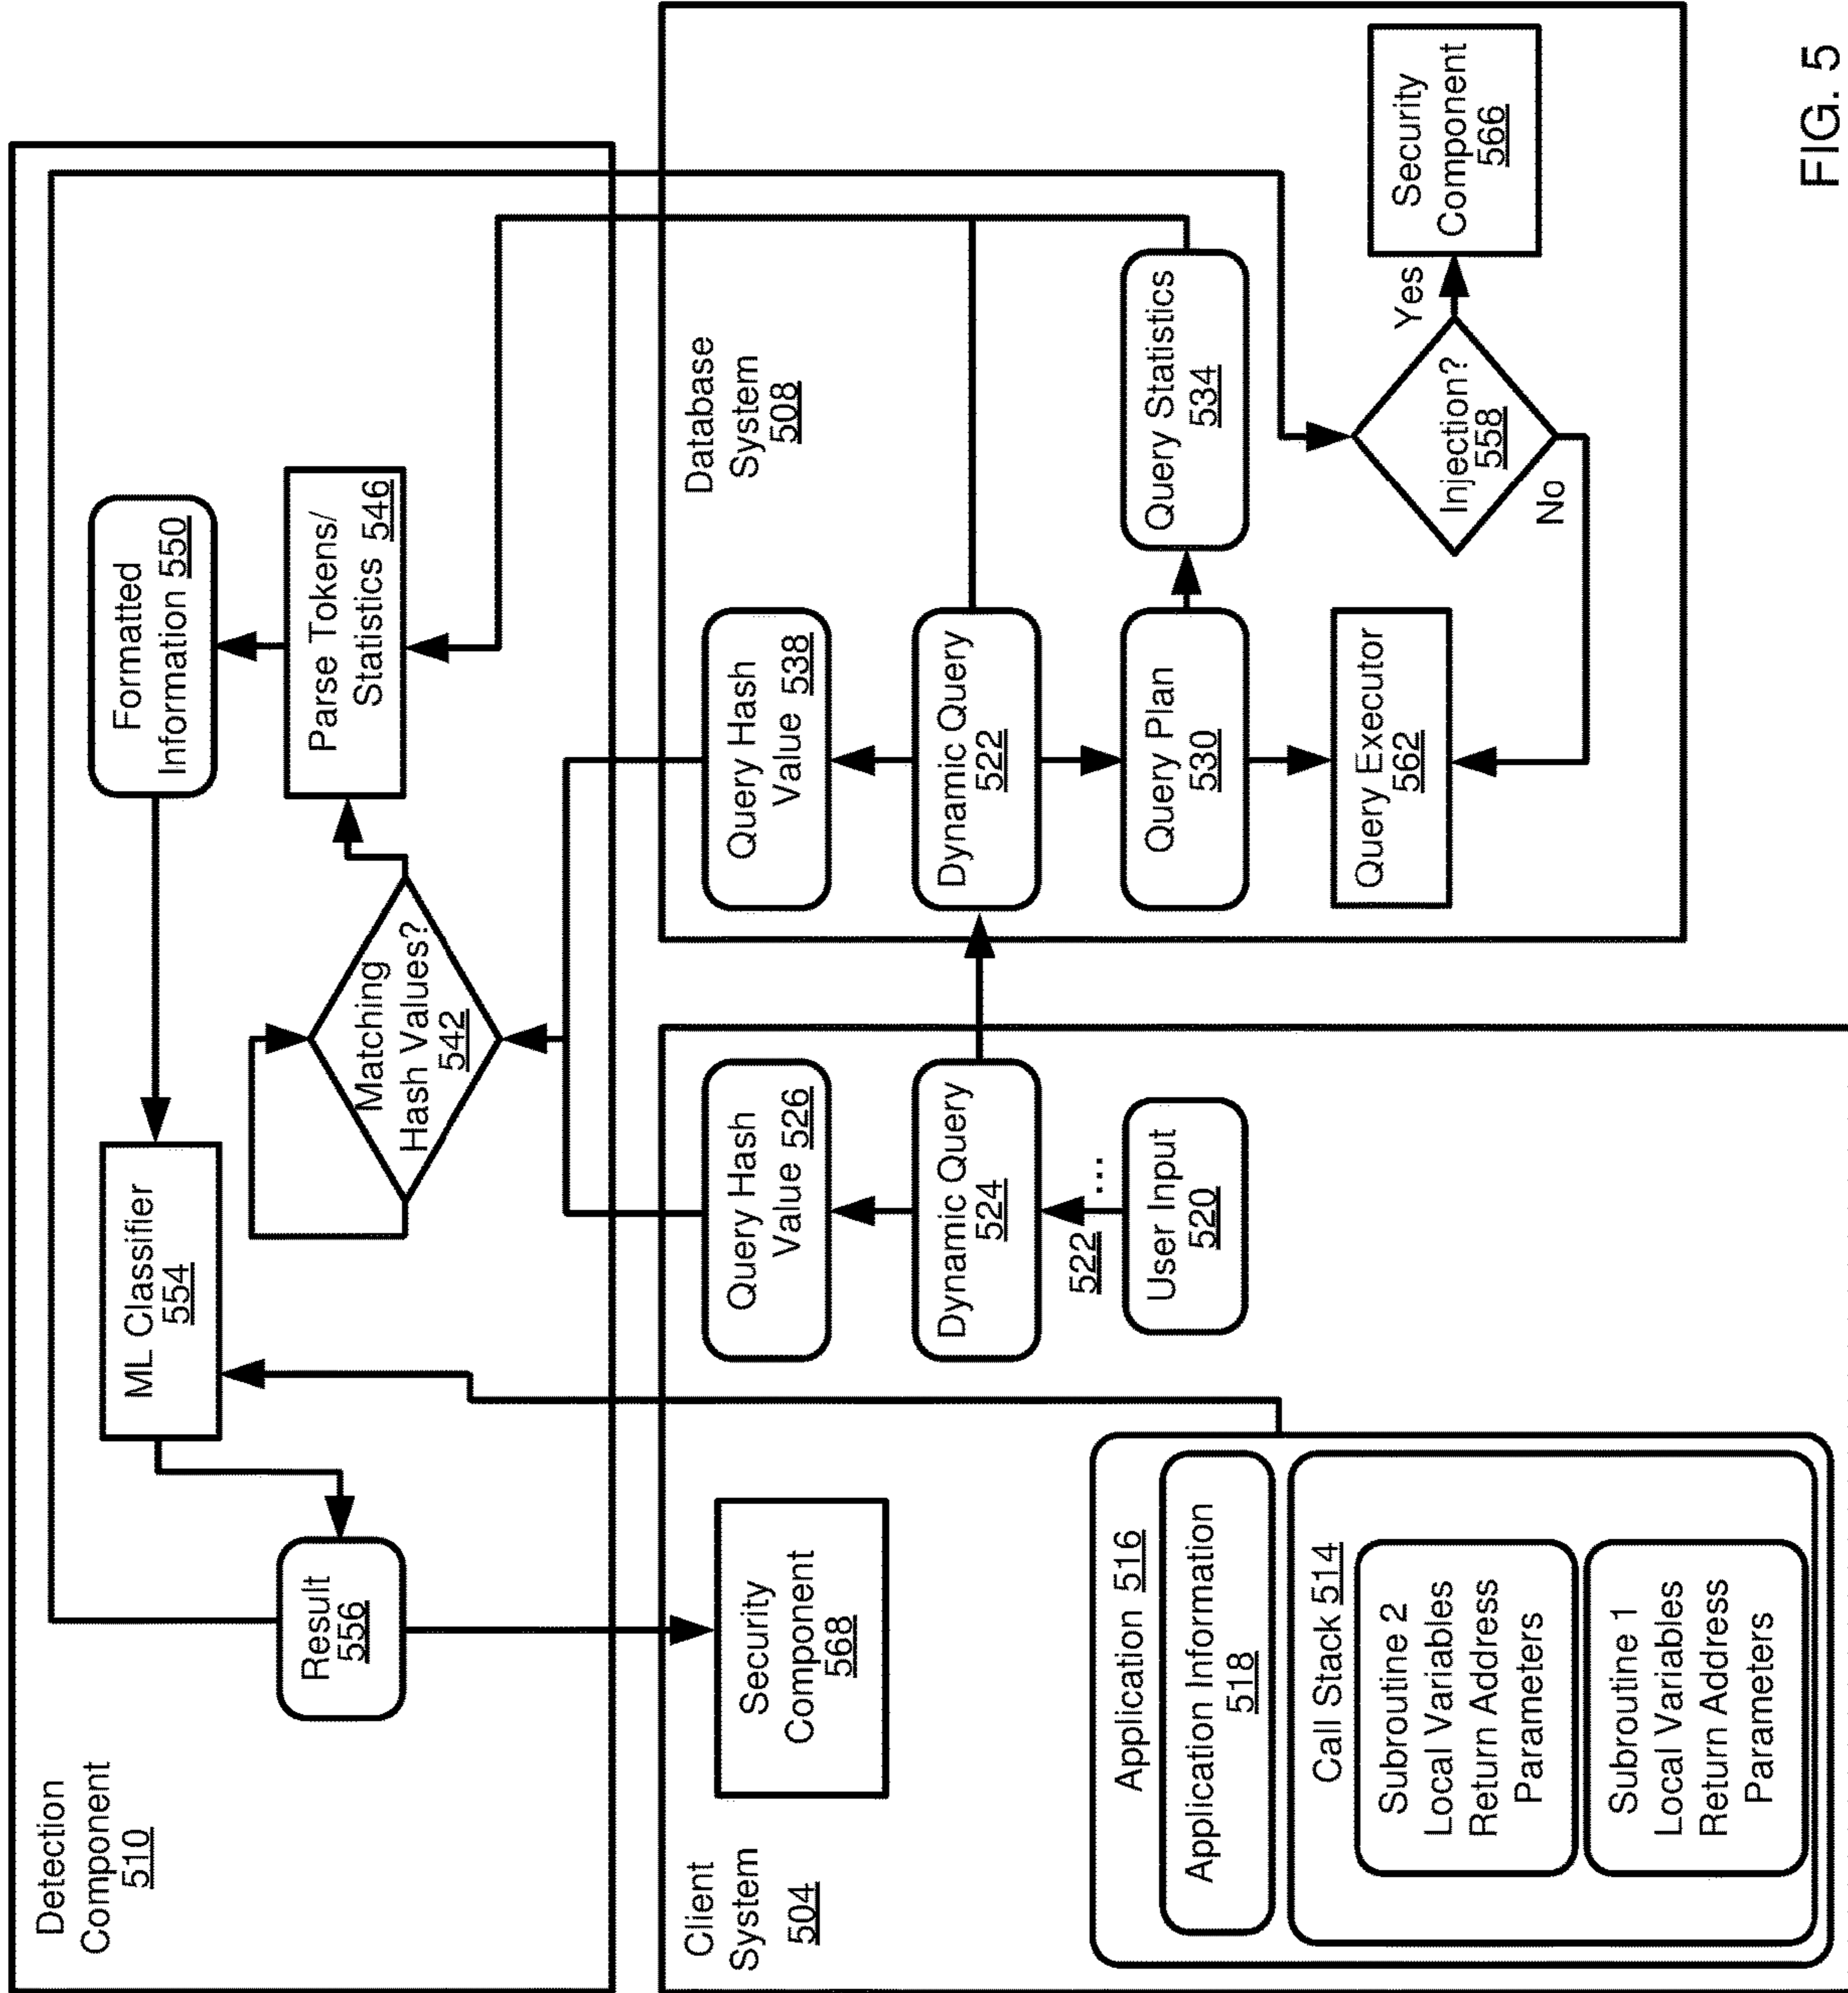 Detection
Component
510
Result
556
ML Classifier
554
Matching
Hash Values?
542
Formatted
Information 550
Parse Tokens/
Statistics 546
Client
System
504
Security
Component
568
Application 516
Application Information
518
Call Stack 514
Subroutine 2
Local Variables
Return Address
Parameters
Subroutine 1
Local Variables
Return Address
Parameters
Query Hash
Value 526
Dynamic Query
524
522 ...
User Input
520
Database
System
508
Query Hash
Value 538
Dynamic Query
522
Query Plan
530
Query Statistics
534
Query Executor
562
Injection?
558
Yes
No
Security
Component
566
FIG. 5